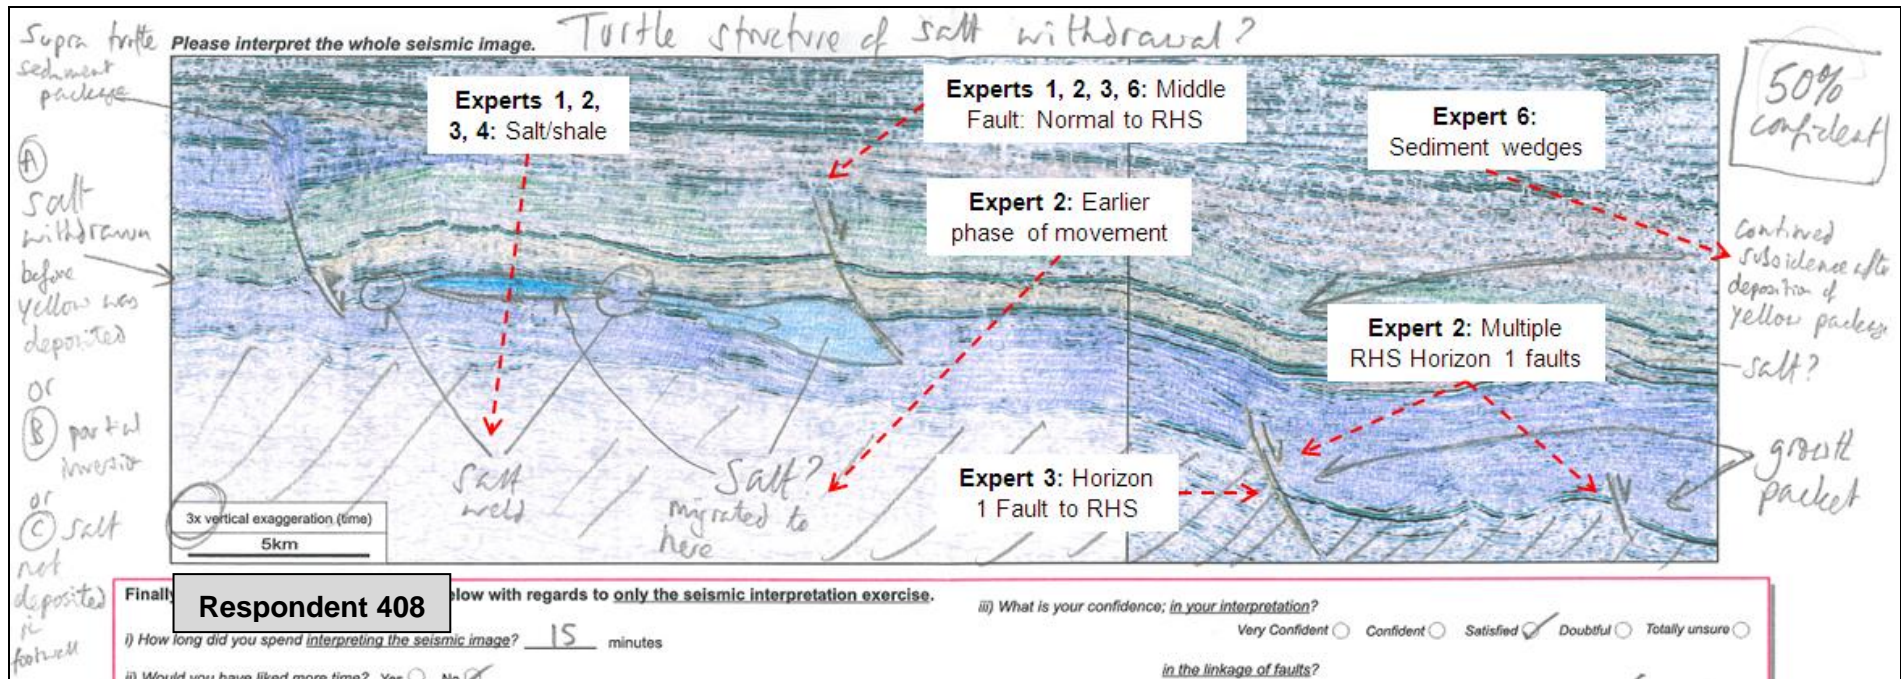 Turtle structure of salt withdrawal?
Supra turtle
sediment
package
Please interpret the whole seismic image.
50%
confident
Experts 1, 2,
3, 4: Salt/shale
Experts 1, 2, 3, 6: Middle
Fault: Normal to RHS
Expert 6:
Sediment wedges
Expert 2: Earlier
phase of movement
A
Salt
withdrawn
before
yellow was
deposited
or
B partial
inversion
or
C salt
not
deposited
in
footwall
continued
subsidence after
deposition of
yellow package
Expert 2: Multiple
RHS Horizon 1 faults
salt?
growth
packet
Expert 3: Horizon
1 Fault to RHS
Salt
weld
Salt?
migrated to
here
3x vertical exaggeration (time)
5km
Respondent 408
Finally
elow with regards to only the seismic interpretation exercise.
i) How long did you spend interpreting the seismic image? 15 minutes
ii) Would you have liked more time? Yes No
iii) What is your confidence; in your interpretation?
Very Confident Confident Satisfied Doubtful Totally unsure
in the linkage of faults?